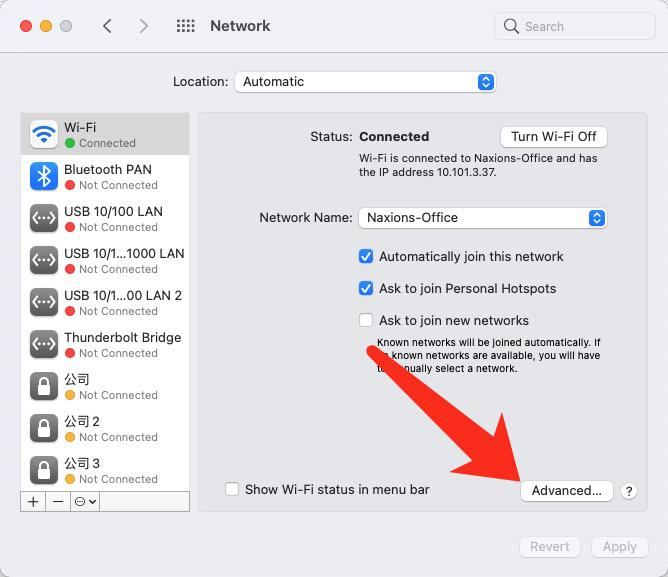 Network
Search
Location: Automatic
Wi-Fi
Connected
Bluetooth PAN
Not Connected
USB 10/100 LAN
Not Connected
USB 10/1...1000 LAN
Not Connected
USB 10/1...00 LAN 2
Not Connected
Thunderbolt Bridge
Not Connected
公司
Not Connected
公司 2
Not Connected
公司 3
Not Connected
Status: Connected
Turn Wi-Fi Off
Wi-Fi is connected to Naxions-Office and has
the IP address 10.101.3.37.
Network Name: Naxions-Office
Automatically join this network
Ask to join Personal Hotspots
Ask to join new networks
Known networks will be joined automatically. If
known networks are available, you will have
manually select a network.
Show Wi-Fi status in menu bar
Advanced...
?
Revert
Apply